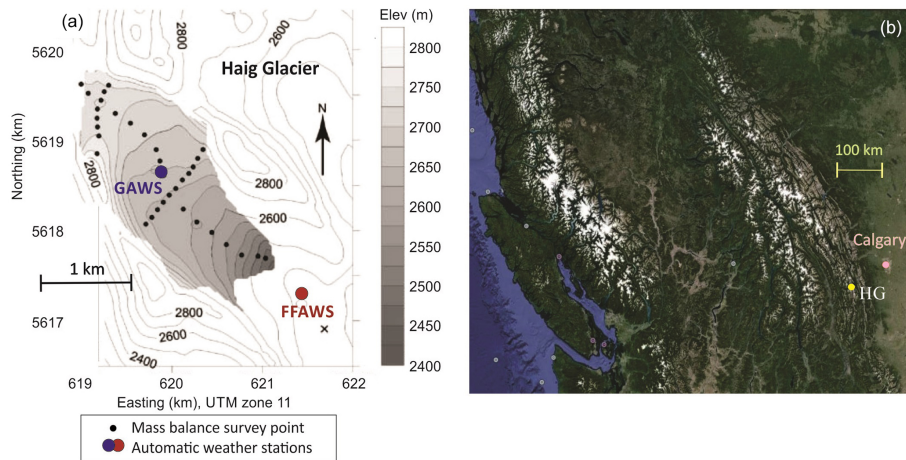 (a)
Elev (m)
2800
2600
Haig Glacier
N
GAWS
2800
2800
2600
FFAWS
×
2800
2600
2400
1 km
5620
5619
5618
5617
Northing (km)
619
620
621
622
Easting (km), UTM zone 11
2800
2750
2700
2650
2600
2550
2500
2450
2400
Mass balance survey point
Automatic weather stations
(b)
100 km
Calgary
HG